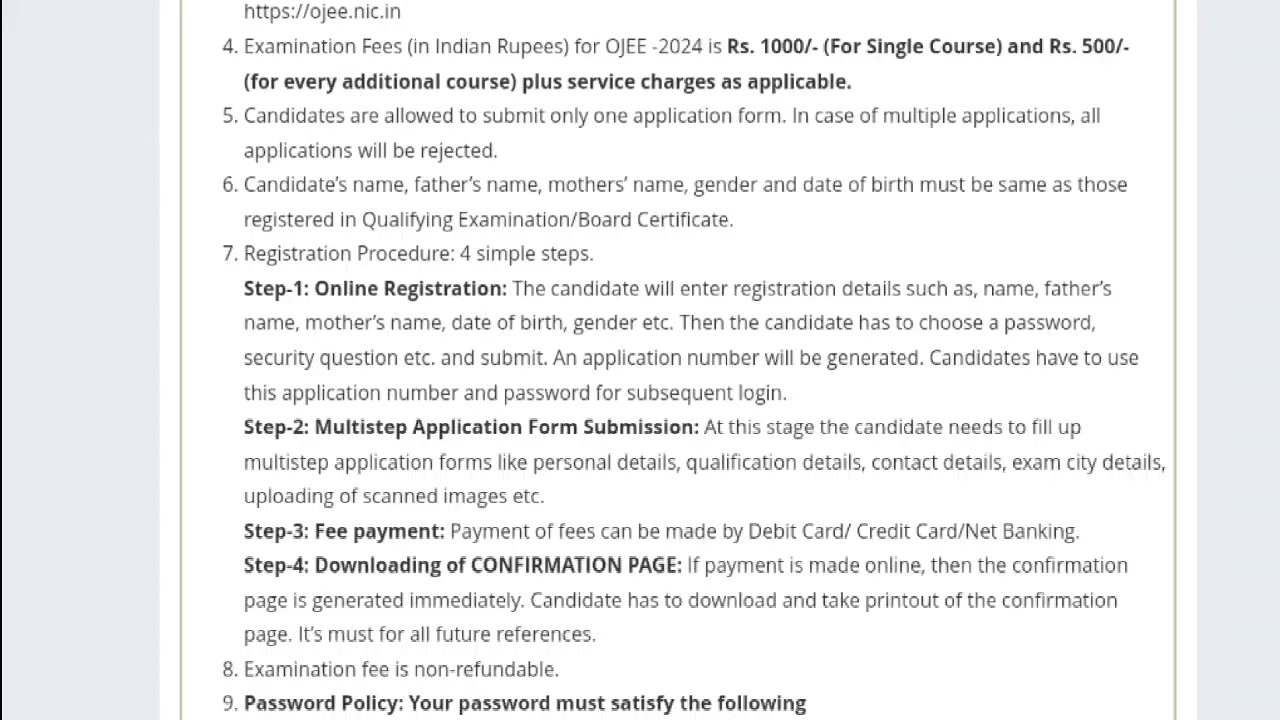 https://ojee.nic.in
4. Examination Fees (in Indian Rupees) for OJEE -2024 is Rs. 1000/- (For Single Course) and Rs. 500/-
(for every additional course) plus service charges as applicable.
5. Candidates are allowed to submit only one application form. In case of multiple applications, all
applications will be rejected.
6. Candidate’s name, father’s name, mothers’ name, gender and date of birth must be same as those
registered in Qualifying Examination/Board Certificate.
7. Registration Procedure: 4 simple steps.
Step-1: Online Registration: The candidate will enter registration details such as, name, father’s
name, mother’s name, date of birth, gender etc. Then the candidate has to choose a password,
security question etc. and submit. An application number will be generated. Candidates have to use
this application number and password for subsequent login.
Step-2: Multistep Application Form Submission: At this stage the candidate needs to fill up
multistep application forms like personal details, qualification details, contact details, exam city details,
uploading of scanned images etc.
Step-3: Fee payment: Payment of fees can be made by Debit Card/ Credit Card/Net Banking.
Step-4: Downloading of CONFIRMATION PAGE: If payment is made online, then the confirmation
page is generated immediately. Candidate has to download and take printout of the confirmation
page. It’s must for all future references.
8. Examination fee is non-refundable.
9. Password Policy: Your password must satisfy the following